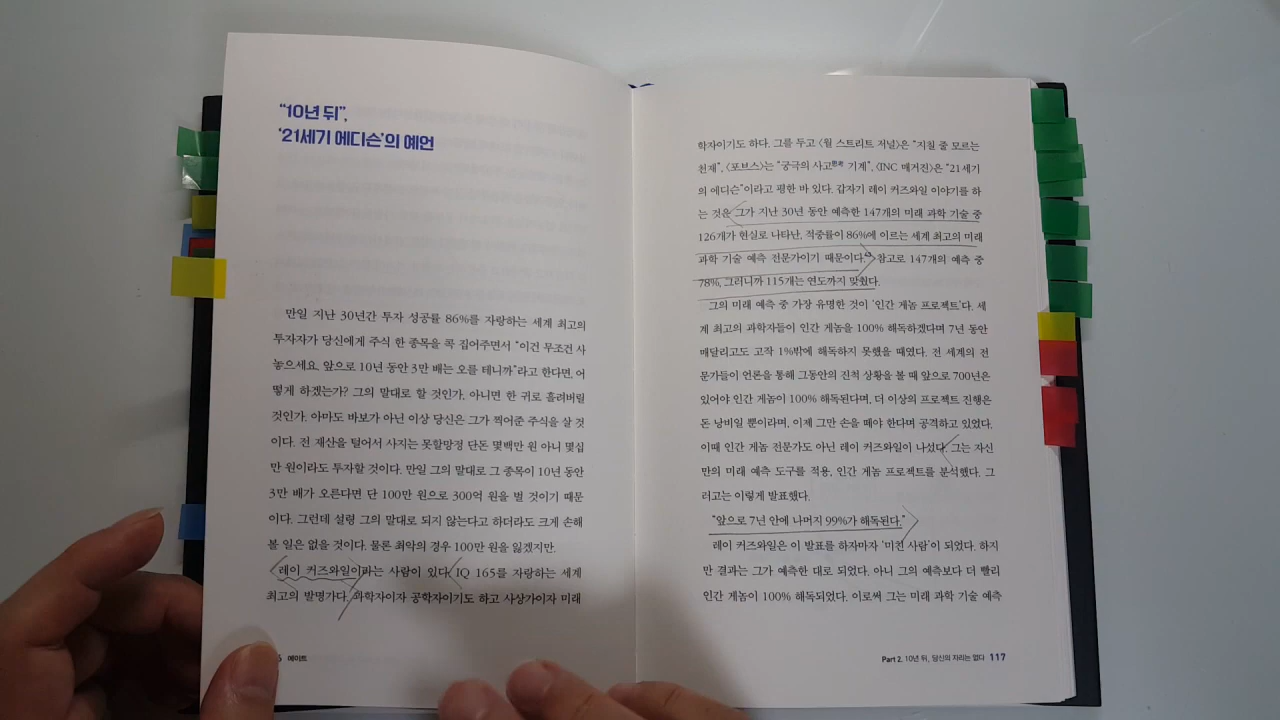 “10년 뒤”,
‘21세기 에디슨’의 예언
만일 지난 30년간 투자 성공률 86%를 자랑하는 세계 최고의
투자자가 당신에게 주식 한 종목을 콕 집어주면서 “이건 무조건 사
놓으세요. 앞으로 10년 동안 3만 배는 오를 테니까”라고 한다면, 어
떻게 하겠는가? 그의 말대로 할 것인가, 아니면 한 귀로 흘려버릴
것인가. 아마도 바보가 아닌 이상 당신은 그가 찍어준 주식을 살 것
이다. 전 재산을 털어서 사지는 못할망정 단돈 몇백만 원 아니 몇십
만 원이라도 투자할 것이다. 만일 그의 말대로 그 종목이 10년 동안
3만 배가 오른다면 단 100만 원으로 300억 원을 벌 것이기 때문
이다. 그런데 설령 그의 말대로 되지 않는다고 하더라도 크게 손해
볼 일은 없을 것이다. 물론 최악의 경우 100만 원을 잃겠지만.
레이 커즈와일이라는 사람이 있다. IQ 165를 자랑하는 세계
최고의 발명가다. 과학자이자 공학자이기도 하고 사상가이자 미래
6 에이트
학자이기도 하다. 그를 두고 〈월 스트리트 저널〉은 “지칠 줄 모르는
천재”, 〈포브스〉는 “궁극의 사고思考 기계”, 〈INC 매거진〉은 “21세기
의 에디슨”이라고 평한 바 있다. 갑자기 레이 커즈와일 이야기를 하
는 것은 그가 지난 30년 동안 예측한 147개의 미래 과학 기술 중
126개가 현실로 나타난, 적중률이 86%에 이르는 세계 최고의 미래
과학 기술 예측 전문가이기 때문이다. 참고로 147개의 예측 중
78%, 그러니까 115개는 연도까지 맞혔다.
그의 미래 예측 중 가장 유명한 것이 ‘인간 게놈 프로젝트’다. 세
계 최고의 과학자들이 인간 게놈을 100% 해독하겠다며 7년 동안
매달리고도 고작 1%밖에 해독하지 못했을 때였다. 전 세계의 전
문가들이 언론을 통해 그동안의 진척 상황을 볼 때 앞으로 700년은
있어야 인간 게놈이 100% 해독된다며, 더 이상의 프로젝트 진행은
돈 낭비일 뿐이라며, 이제 그만 손을 떼야 한다며 공격하고 있었다.
이때 인간 게놈 전문가도 아닌 레이 커즈와일이 나섰다. 그는 자신
만의 미래 예측 도구를 적용, 인간 게놈 프로젝트를 분석했다. 그
러고는 이렇게 발표했다.
“앞으로 7년 안에 나머지 99%가 해독된다.”
레이 커즈와일은 이 발표를 하자마자 ‘미친 사람’이 되었다. 하지
만 결과는 그가 예측한 대로 되었다. 아니 그의 예측보다 더 빨리
인간 게놈이 100% 해독되었다. 이로써 그는 미래 과학 기술 예측
Part 2. 10년 뒤, 당신의 자리는 없다 117